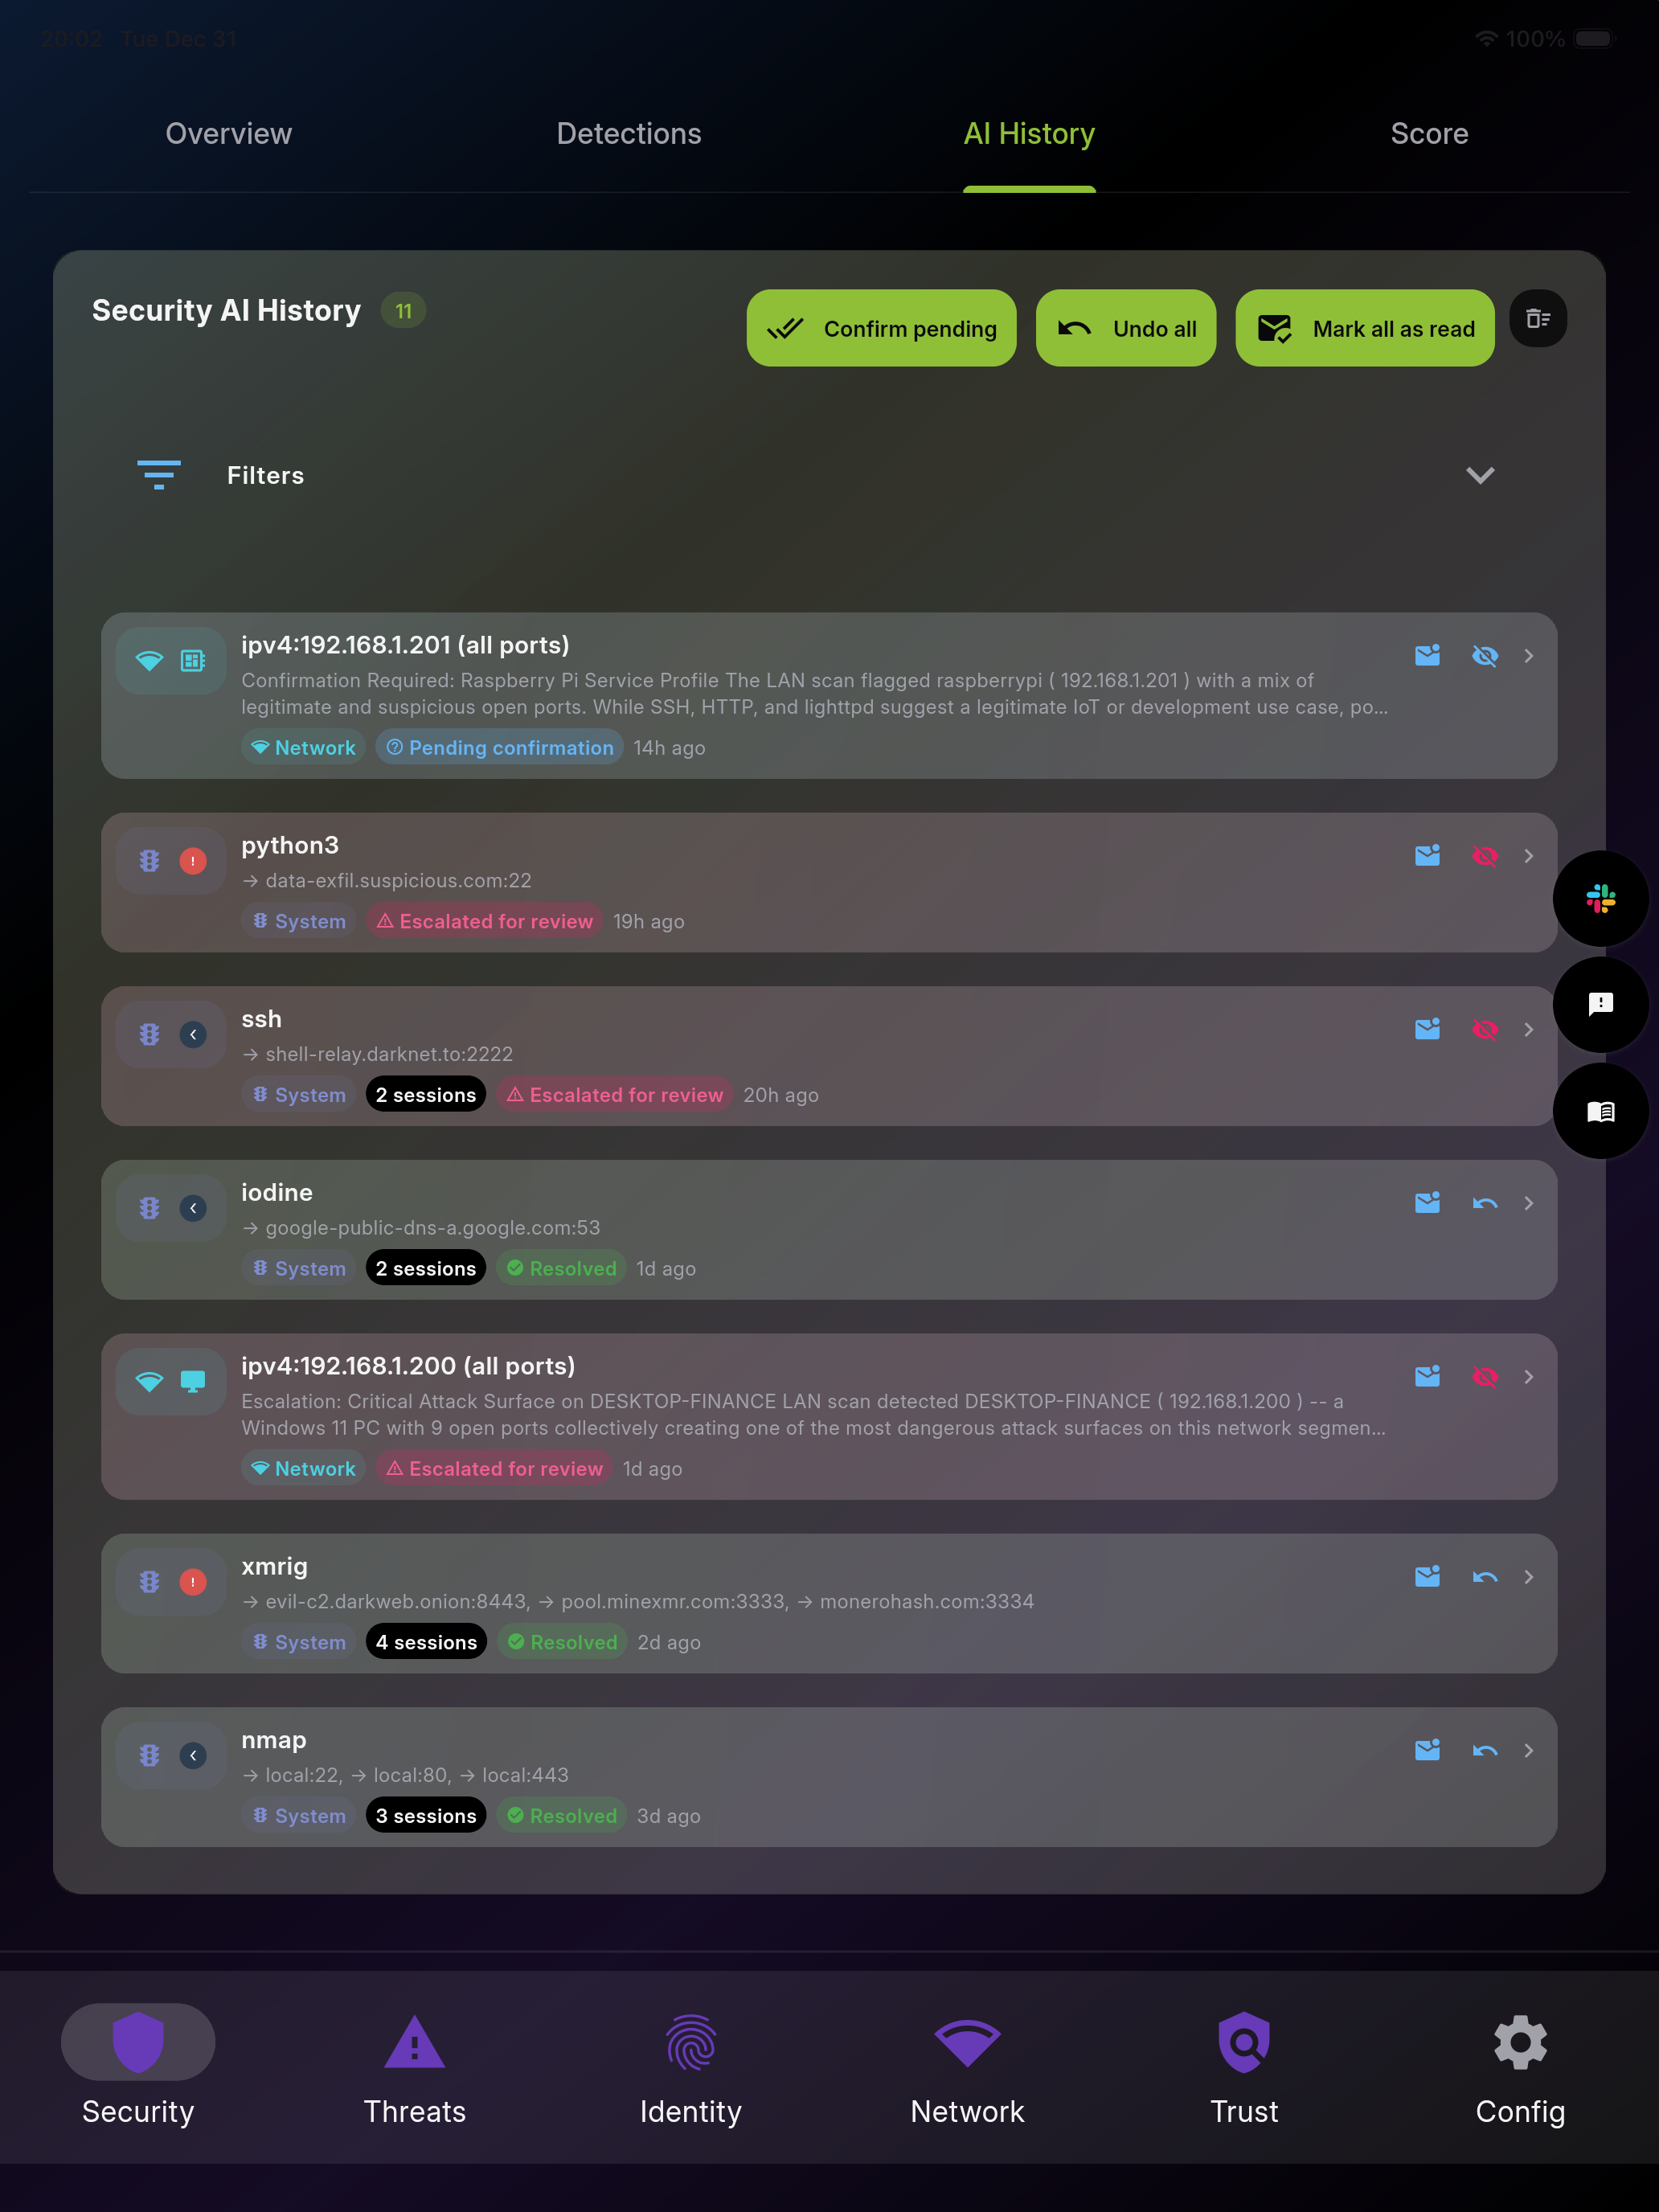 20:02 Tue Dec 31
100%
Overview
Detections
AI History
Score
Security AI History 11
Confirm pending
Undo all
Mark all as read
Filters
ipv4:192.168.1.201 (all ports)
Confirmation Required: Raspberry Pi Service Profile The LAN scan flagged raspberrypi ( 192.168.1.201 ) with a mix of
legitimate and suspicious open ports. While SSH, HTTP, and lighttpd suggest a legitimate IoT or development use case, po...
Network Pending confirmation 14h ago
python3
→ data-exfil.suspicious.com:22
System Escalated for review 19h ago
ssh
→ shell-relay.darknet.to:2222
System 2 sessions Escalated for review 20h ago
iodine
→ google-public-dns-a.google.com:53
System 2 sessions Resolved 1d ago
ipv4:192.168.1.200 (all ports)
Escalation: Critical Attack Surface on DESKTOP-FINANCE LAN scan detected DESKTOP-FINANCE ( 192.168.1.200 ) -- a
Windows 11 PC with 9 open ports collectively creating one of the most dangerous attack surfaces on this network segmen...
Network Escalated for review 1d ago
xmrig
→ evil-c2.darkweb.onion:8443, → pool.minexmr.com:3333, → monerohash.com:3334
System 4 sessions Resolved 2d ago
nmap
→ local:22, → local:80, → local:443
System 3 sessions Resolved 3d ago
Security
Threats
Identity
Network
Trust
Config